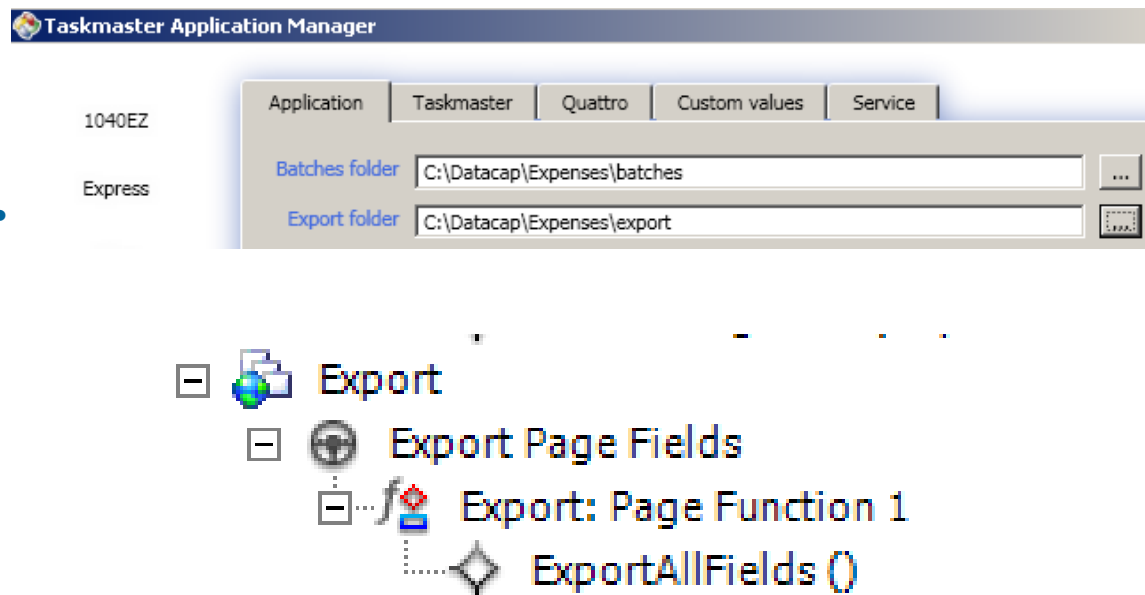 Taskmaster Application Manager
Application Taskmaster Quattro Custom values Service
1040EZ
Batches folder C:\Datacap\Expenses\batches ...
Express
Export folder C:\Datacap\Expenses\export ...
Export
Export Page Fields
Export: Page Function 1
ExportAllFields ()